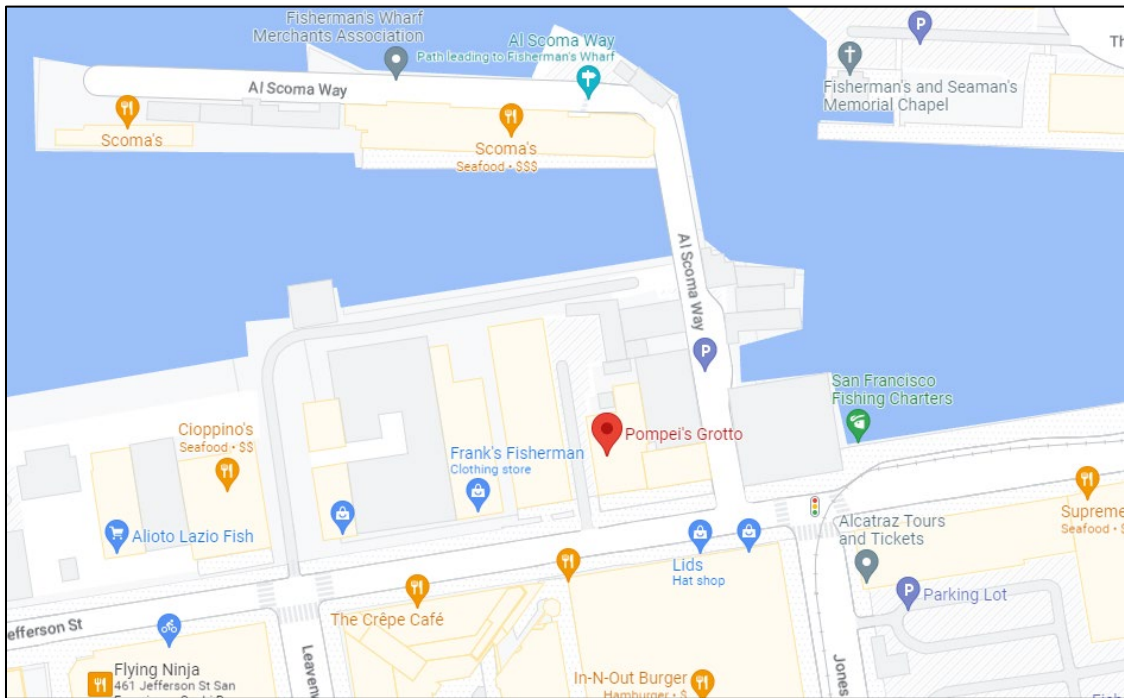 Fisherman's Wharf
Merchants Association
Al Scoma Way
Path leading to Fisherman's Wharf
P
Th
Fisherman's and Seaman's
Memorial Chapel
Al Scoma Way
Scoma's
Scoma's
Seafood • $$$
Al Scoma Way
P
San Francisco
Fishing Charters
Cioppino's
Seafood • $$
Pompei's Grotto
Frank's Fisherman
Clothing store
Alioto Lazio Fish
Supreme
Seafood • $
Alcatraz Tours
and Tickets
Lids
Hat shop
P Parking Lot
The Crêpe Café
efferson St
Flying Ninja
461 Jefferson St San
Leavenw
In-N-Out Burger
Hamburger • $
Jones